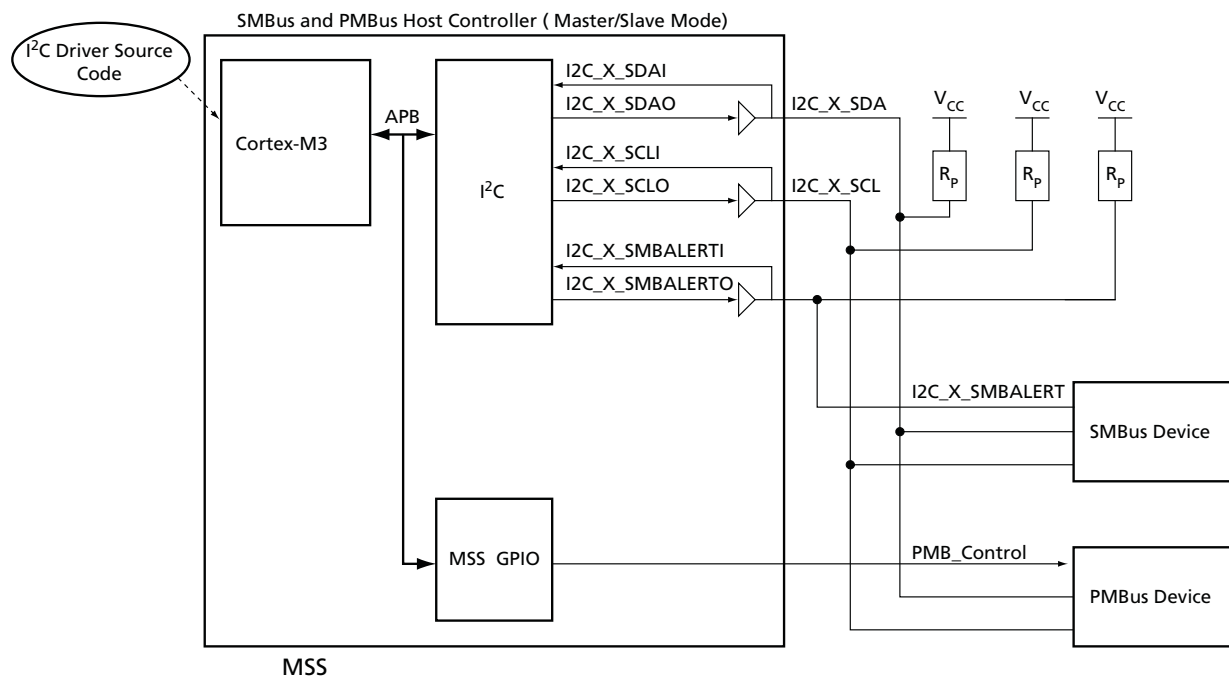 SMBus and PMBus Host Controller ( Master/Slave Mode)
I²C Driver Source
Code
Cortex-M3
APB
I²C
I2C_X_SDAI
I2C_X_SDAO
I2C_X_SCLI
I2C_X_SCLO
I2C_X_SMBALERTI
I2C_X_SMBALERTO
I2C_X_SDA
I2C_X_SCL
VCC
VCC
VCC
RP
RP
RP
I2C_X_SMBALERT
SMBus Device
MSS GPIO
PMB_Control
PMBus Device
MSS